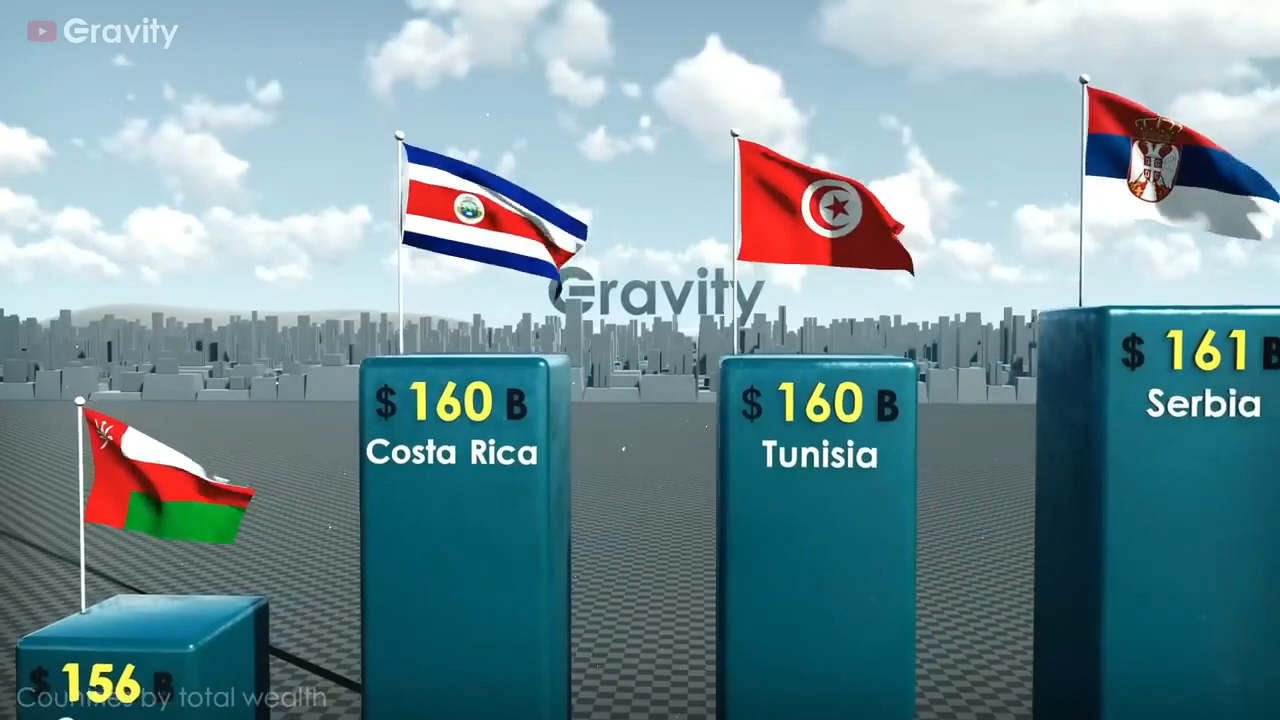 Gravity
Gravity
$ 160 B
Costa Rica
$ 160 B
Tunisia
$ 161 B
Serbia
$ 156 B
Countries by total wealth